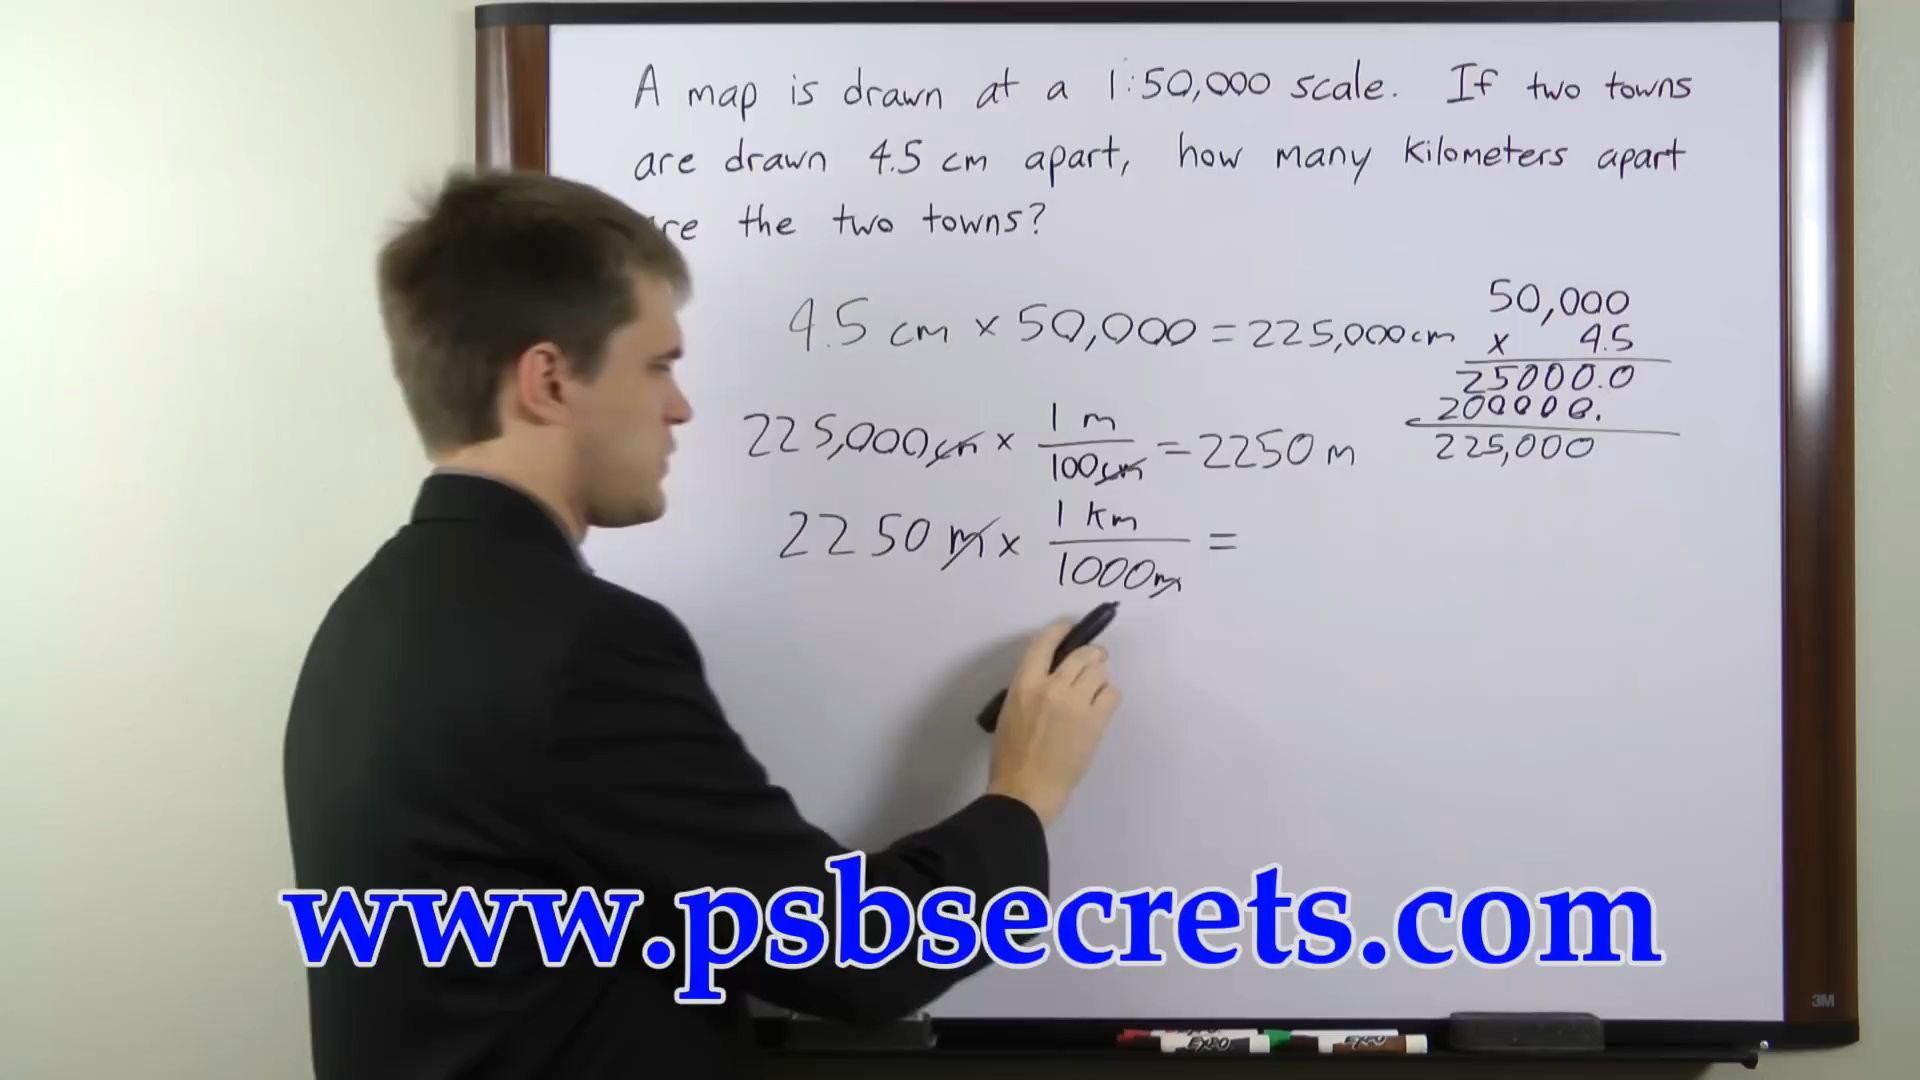 A map is drawn at a 1:50,000 scale. If two towns
are drawn 4.5 cm apart, how many kilometers apart
re the two towns?
4.5 cm x 50,000 = 225,000 cm
50,000
x 4.5
25000.0
200000.
225,000
225,000 cm x 1 m / 100 cm = 2250 m
2250 m x 1 km / 1000 m =
www.psbsecrets.com
3M
EXPO
EXPO